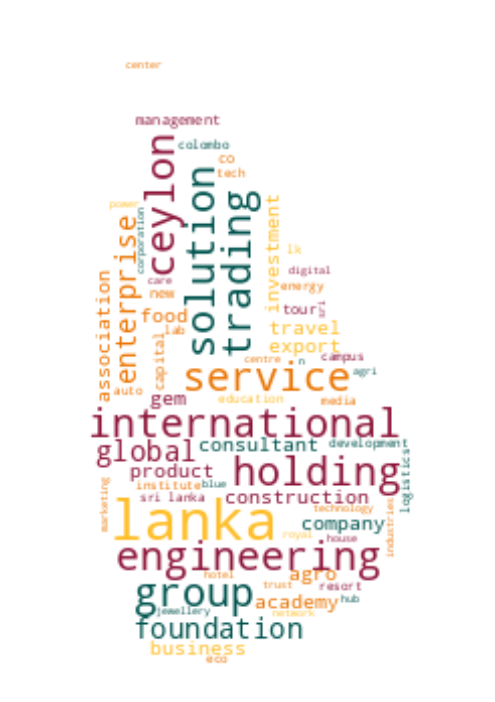 center
management
colombo
ceylon
co
tech
solution
trading
power
corporation
enterprise
investment
lk
digital
care
energy
new
association
tour
sri
food
lab
travel
export
capital
centre
n
campus
agri
service
auto
gem
education
media
international
global
consultant
development
product
holding
logistics
institute
blue
sri lanka
construction
marketing
lanka
technology
company
industries
royal
house
engineering
hotel
agro
trust
resort
group
academy
hub
jewellery
network
foundation
business
eco